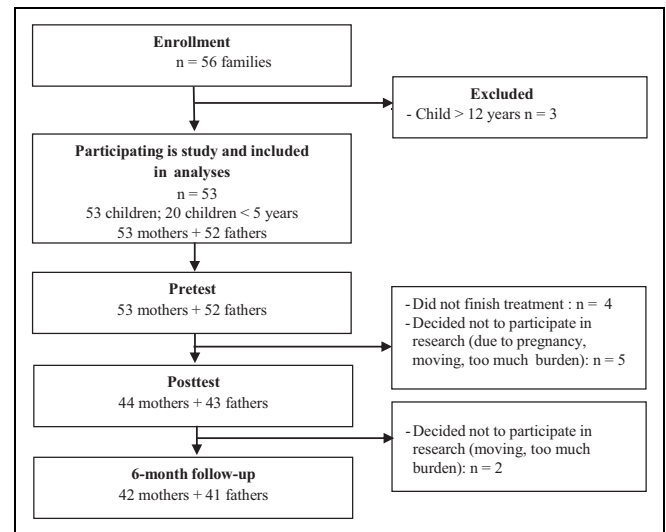 Enrollment
n = 56 families
Excluded
- Child > 12 years n = 3
Participating is study and included
in analyses
n = 53
53 children; 20 children < 5 years
53 mothers + 52 fathers
Pretest
53 mothers + 52 fathers
- Did not finish treatment : n = 4
- Decided not to participate in
research (due to pregnancy,
moving, too much burden): n = 5
Posttest
44 mothers + 43 fathers
- Decided not to participate in
research (moving, too much
burden): n = 2
6-month follow-up
42 mothers + 41 fathers